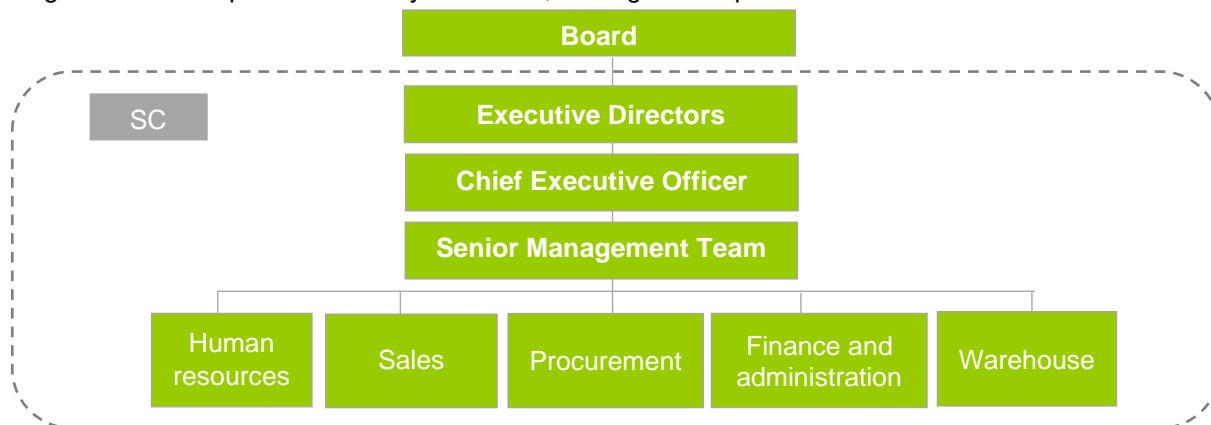 Board
SC
Executive Directors
Chief Executive Officer
Senior Management Team
Human
resources
Sales
Procurement
Finance and
administration
Warehouse